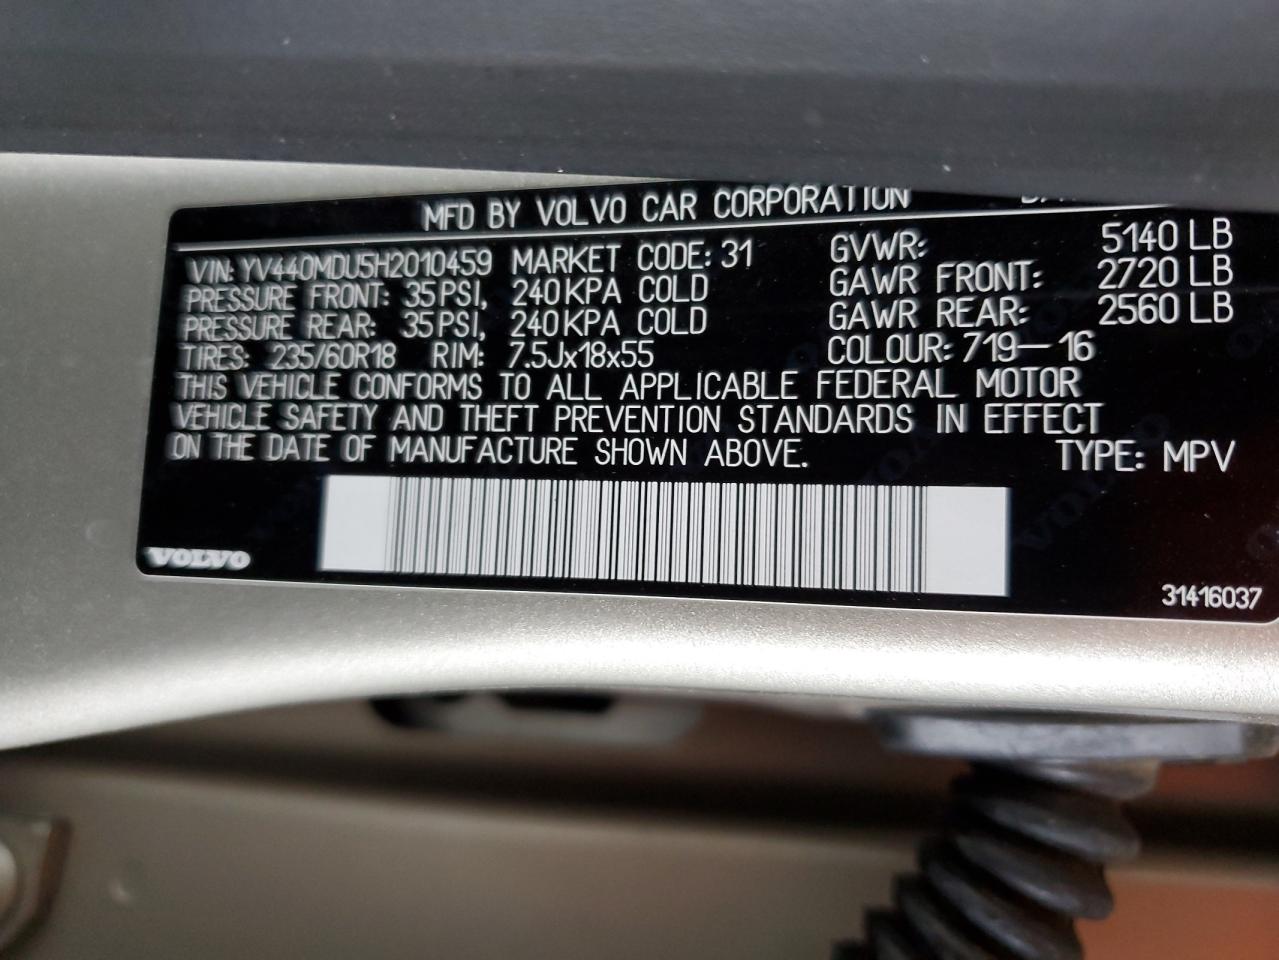 MFD BY VOLVO CAR CORPORATION
VIN: YV440MDU5H2010459 MARKET CODE: 31 GVWR: 5140 LB
PRESSURE FRONT: 35 PSI, 240 KPA COLD GAWR FRONT: 2720 LB
PRESSURE REAR: 35 PSI, 240 KPA COLD GAWR REAR: 2560 LB
TIRES: 235/60R18 RIM: 7.5Jx18x55 COLOUR: 719-16
THIS VEHICLE CONFORMS TO ALL APPLICABLE FEDERAL MOTOR
VEHICLE SAFETY AND THEFT PREVENTION STANDARDS IN EFFECT
ON THE DATE OF MANUFACTURE SHOWN ABOVE. TYPE: MPV
VOLVO
31416037